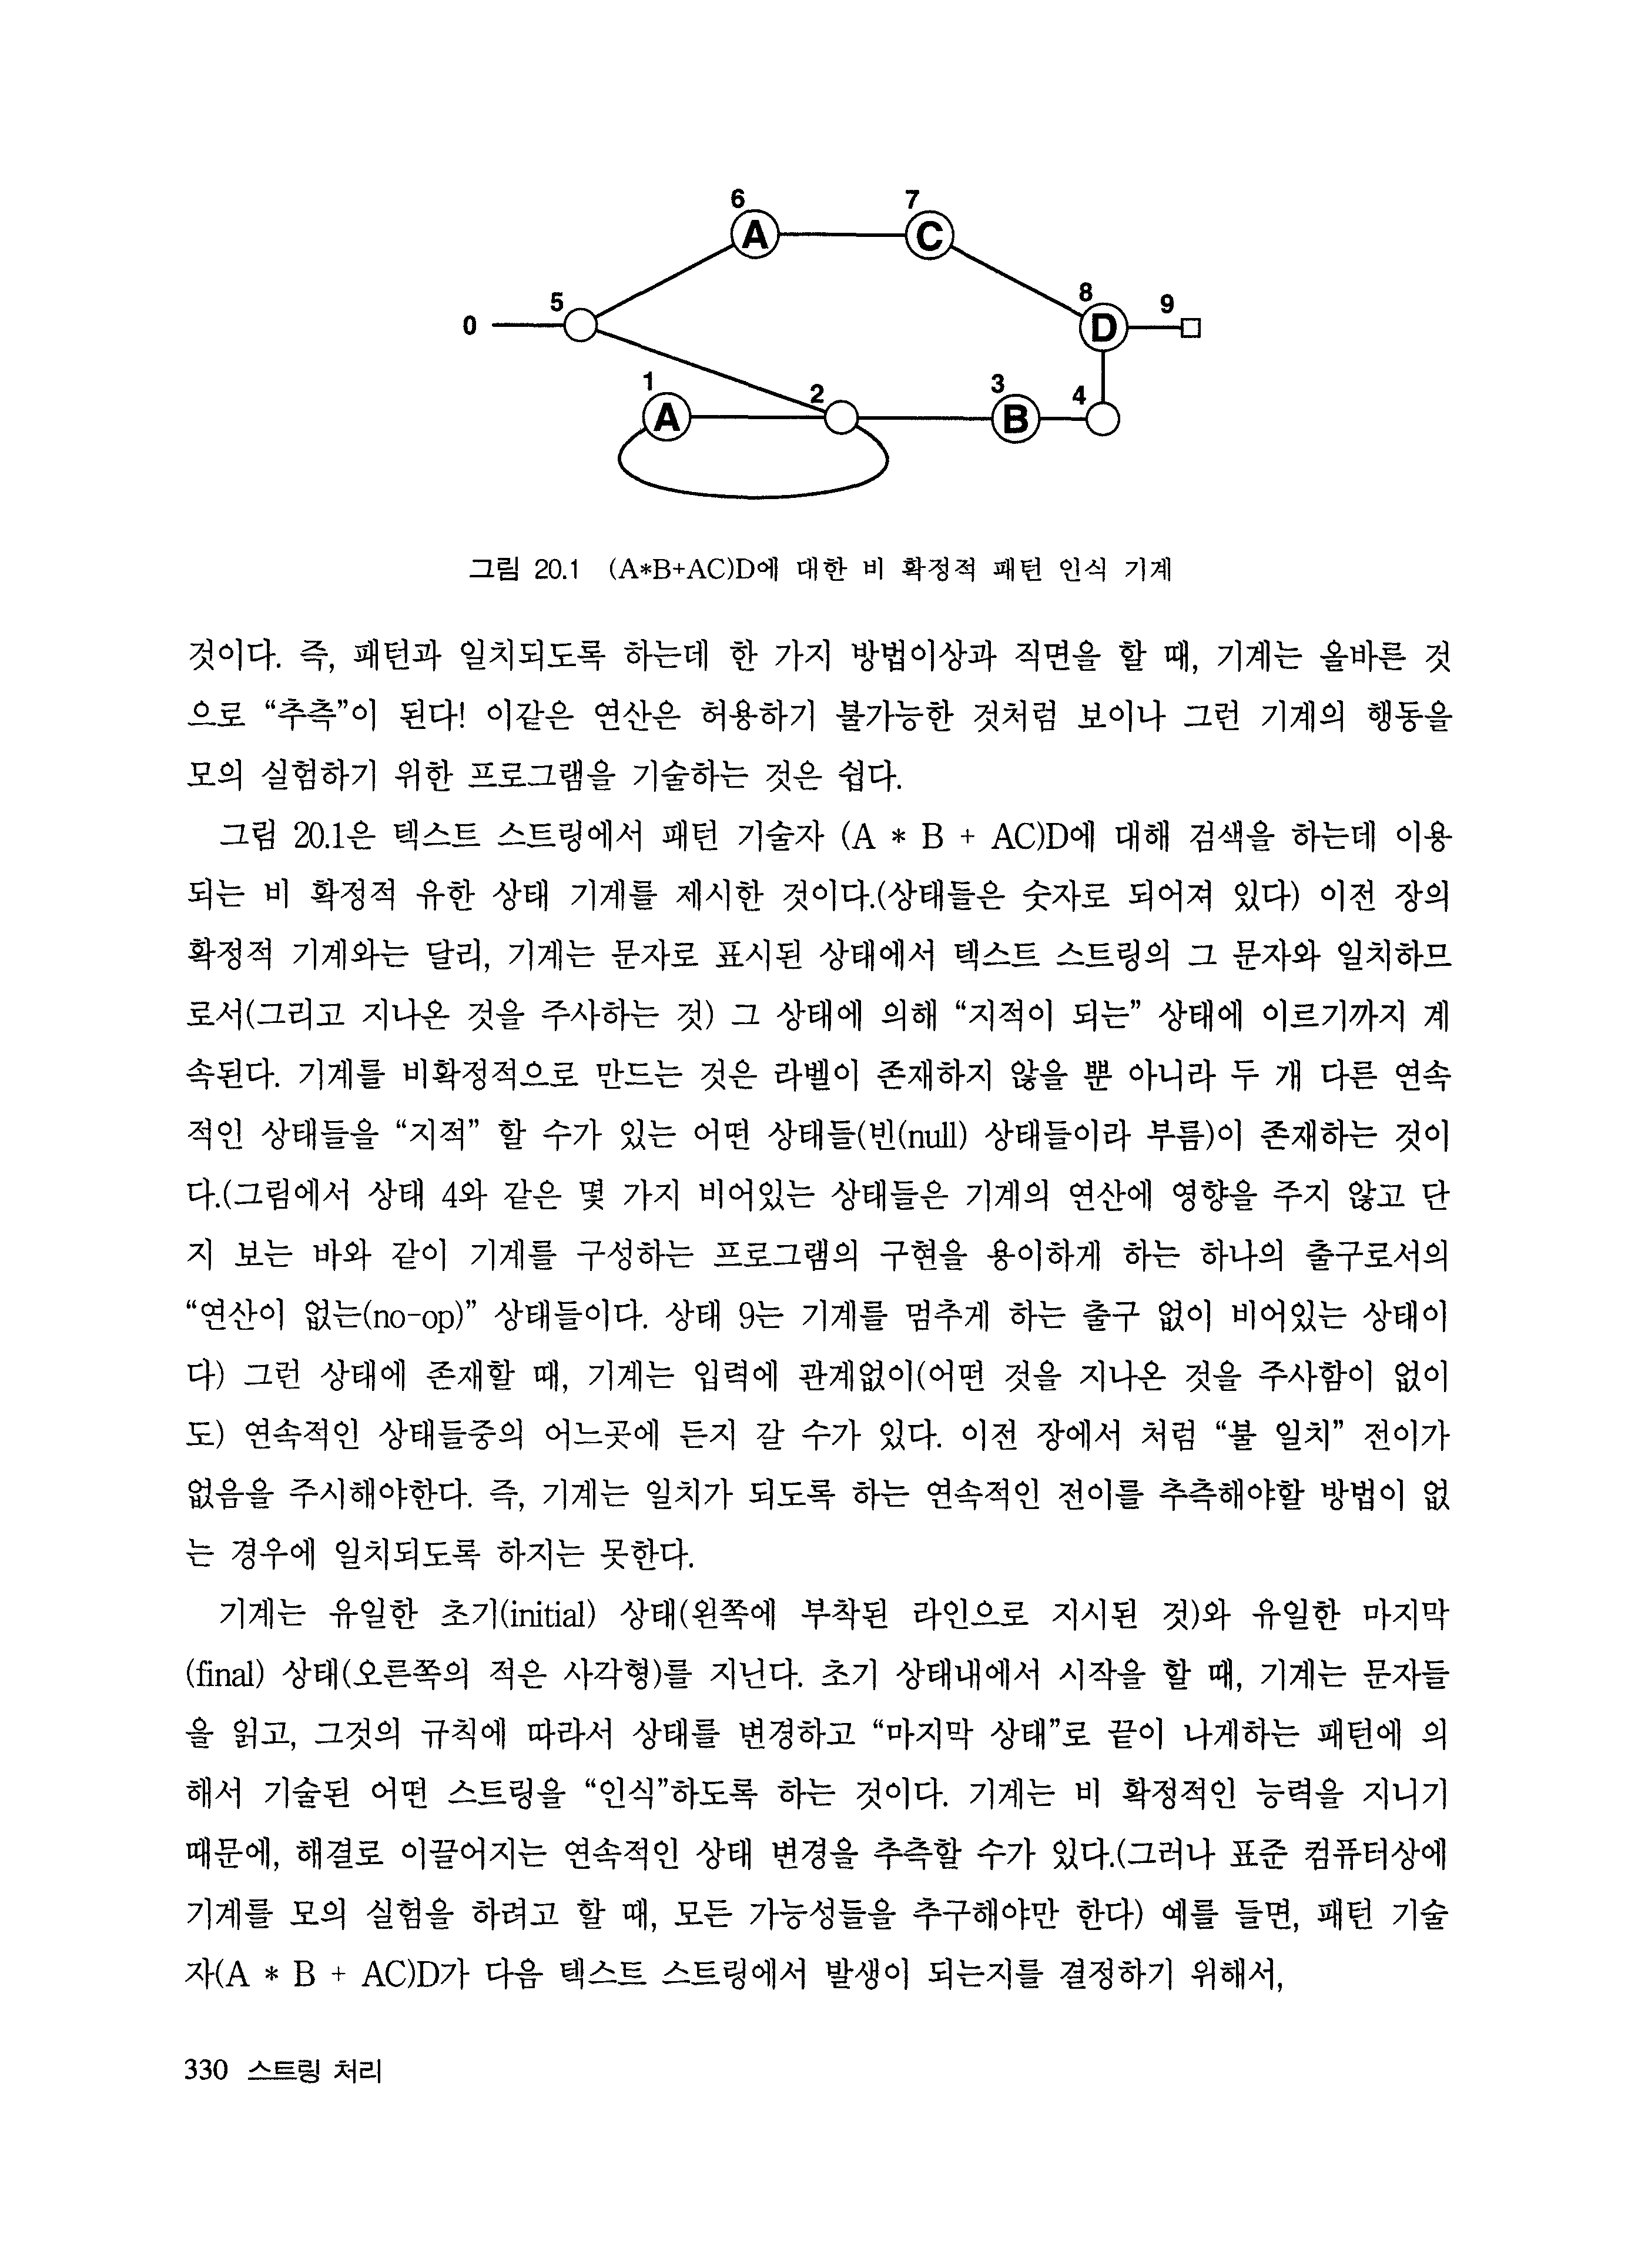 6 7
A C
5 8 9
0 D
1 2 3 4
A B
그림 20.1 (A*B+AC)D에 대한 비 확정적 패턴 인식 기계
것이다. 즉, 패턴과 일치되도록 하는데 한 가지 방법이상과 직면을 할 때, 기계는 올바른 것
으로 “추측”이 된다! 이같은 연산은 허용하기 불가능한 것처럼 보이나 그런 기계의 행동을
모의 실험하기 위한 프로그램을 기술하는 것은 쉽다.
그림 20.1은 텍스트 스트링에서 패턴 기술자 (A * B + AC)D에 대해 검색을 하는데 이용
되는 비 확정적 유한 상태 기계를 제시한 것이다.(상태들은 숫자로 되어져 있다) 이전 장의
확정적 기계와는 달리, 기계는 문자로 표시된 상태에서 텍스트 스트링의 그 문자와 일치하므
로서(그리고 지나온 것을 주사하는 것) 그 상태에 의해 “지적이 되는” 상태에 이르기까지 계
속된다. 기계를 비확정적으로 만드는 것은 라벨이 존재하지 않을 뿐 아니라 두 개 다른 연속
적인 상태들을 “지적” 할 수가 있는 어떤 상태들(빈(null) 상태들이라 부름)이 존재하는 것이
다.(그림에서 상태 4와 같은 몇 가지 비어있는 상태들은 기계의 연산에 영향을 주지 않고 단
지 보는 바와 같이 기계를 구성하는 프로그램의 구현을 용이하게 하는 하나의 출구로서의
“연산이 없는(no-op)” 상태들이다. 상태 9는 기계를 멈추게 하는 출구 없이 비어있는 상태이
다) 그런 상태에 존재할 때, 기계는 입력에 관계없이(어떤 것을 지나온 것을 주사함이 없이
도) 연속적인 상태들중의 어느곳에 든지 갈 수가 있다. 이전 장에서 처럼 “불 일치” 전이가
없음을 주시해야한다. 즉, 기계는 일치가 되도록 하는 연속적인 전이를 추측해야할 방법이 없
는 경우에 일치되도록 하지는 못한다.
기계는 유일한 초기(initial) 상태(왼쪽에 부착된 라인으로 지시된 것)와 유일한 마지막
(final) 상태(오른쪽의 적은 사각형)를 지닌다. 초기 상태내에서 시작을 할 때, 기계는 문자들
을 읽고, 그것의 규칙에 따라서 상태를 변경하고 “마지막 상태”로 끝이 나게하는 패턴에 의
해서 기술된 어떤 스트링을 “인식”하도록 하는 것이다. 기계는 비 확정적인 능력을 지니기
때문에, 해결로 이끌어지는 연속적인 상태 변경을 추측할 수가 있다.(그러나 표준 컴퓨터상에
기계를 모의 실험을 하려고 할 때, 모든 가능성들을 추구해야만 한다) 예를 들면, 패턴 기술
자(A * B + AC)D가 다음 텍스트 스트링에서 발생이 되는지를 결정하기 위해서,
330 스트링 처리